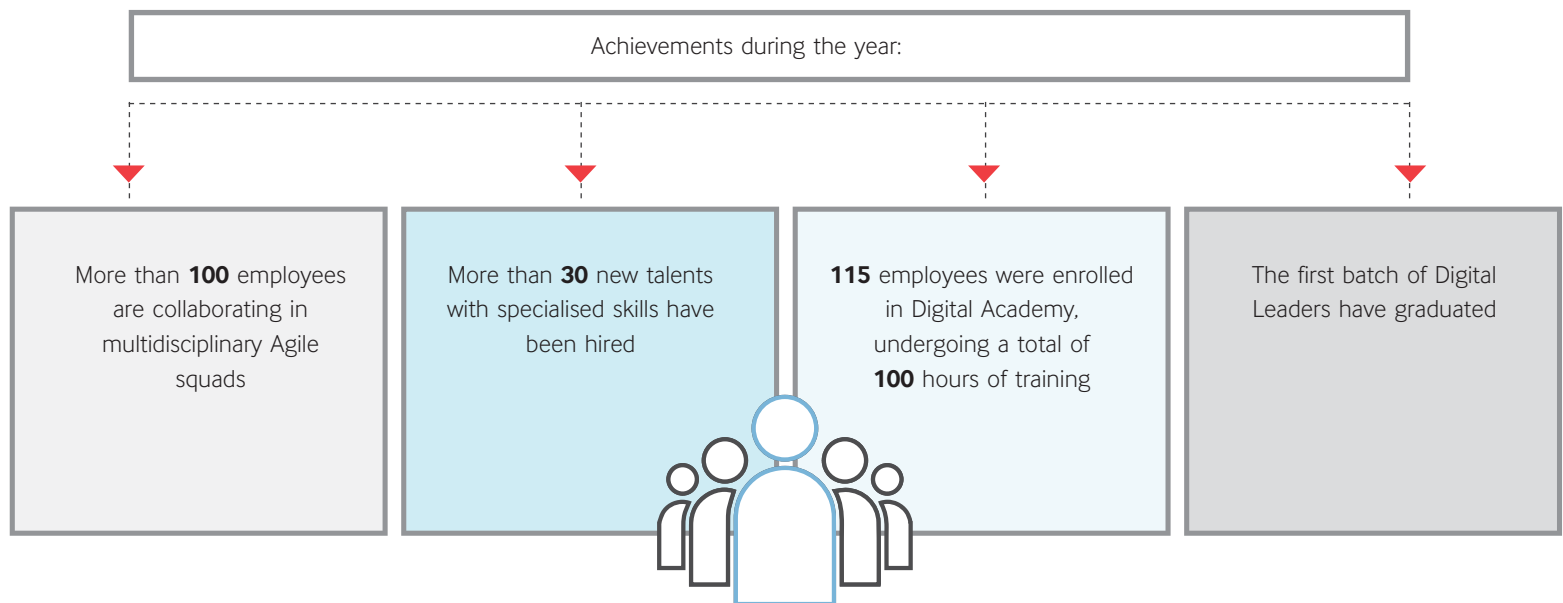 Achievements during the year:
More than 100 employees
are collaborating in
multidisciplinary Agile
squads
More than 30 new talents
with specialised skills have
been hired
115 employees were enrolled
in Digital Academy,
undergoing a total of
100 hours of training
The first batch of Digital
Leaders have graduated